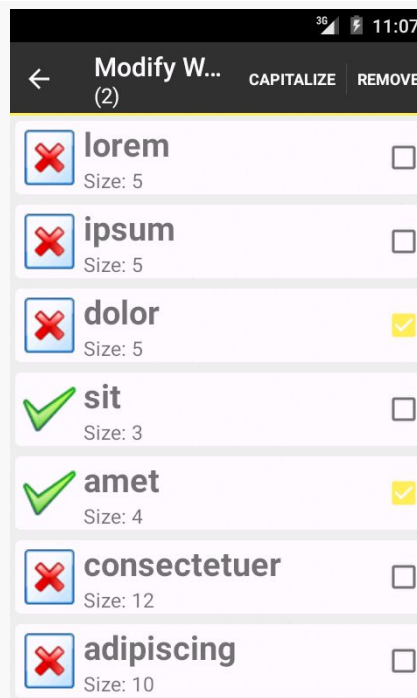 3G 11:07
Modify W...
(2)
CAPITALIZE
REMOVE
lorem
Size: 5
ipsum
Size: 5
dolor
Size: 5
sit
Size: 3
amet
Size: 4
consectetuer
Size: 12
adipiscing
Size: 10